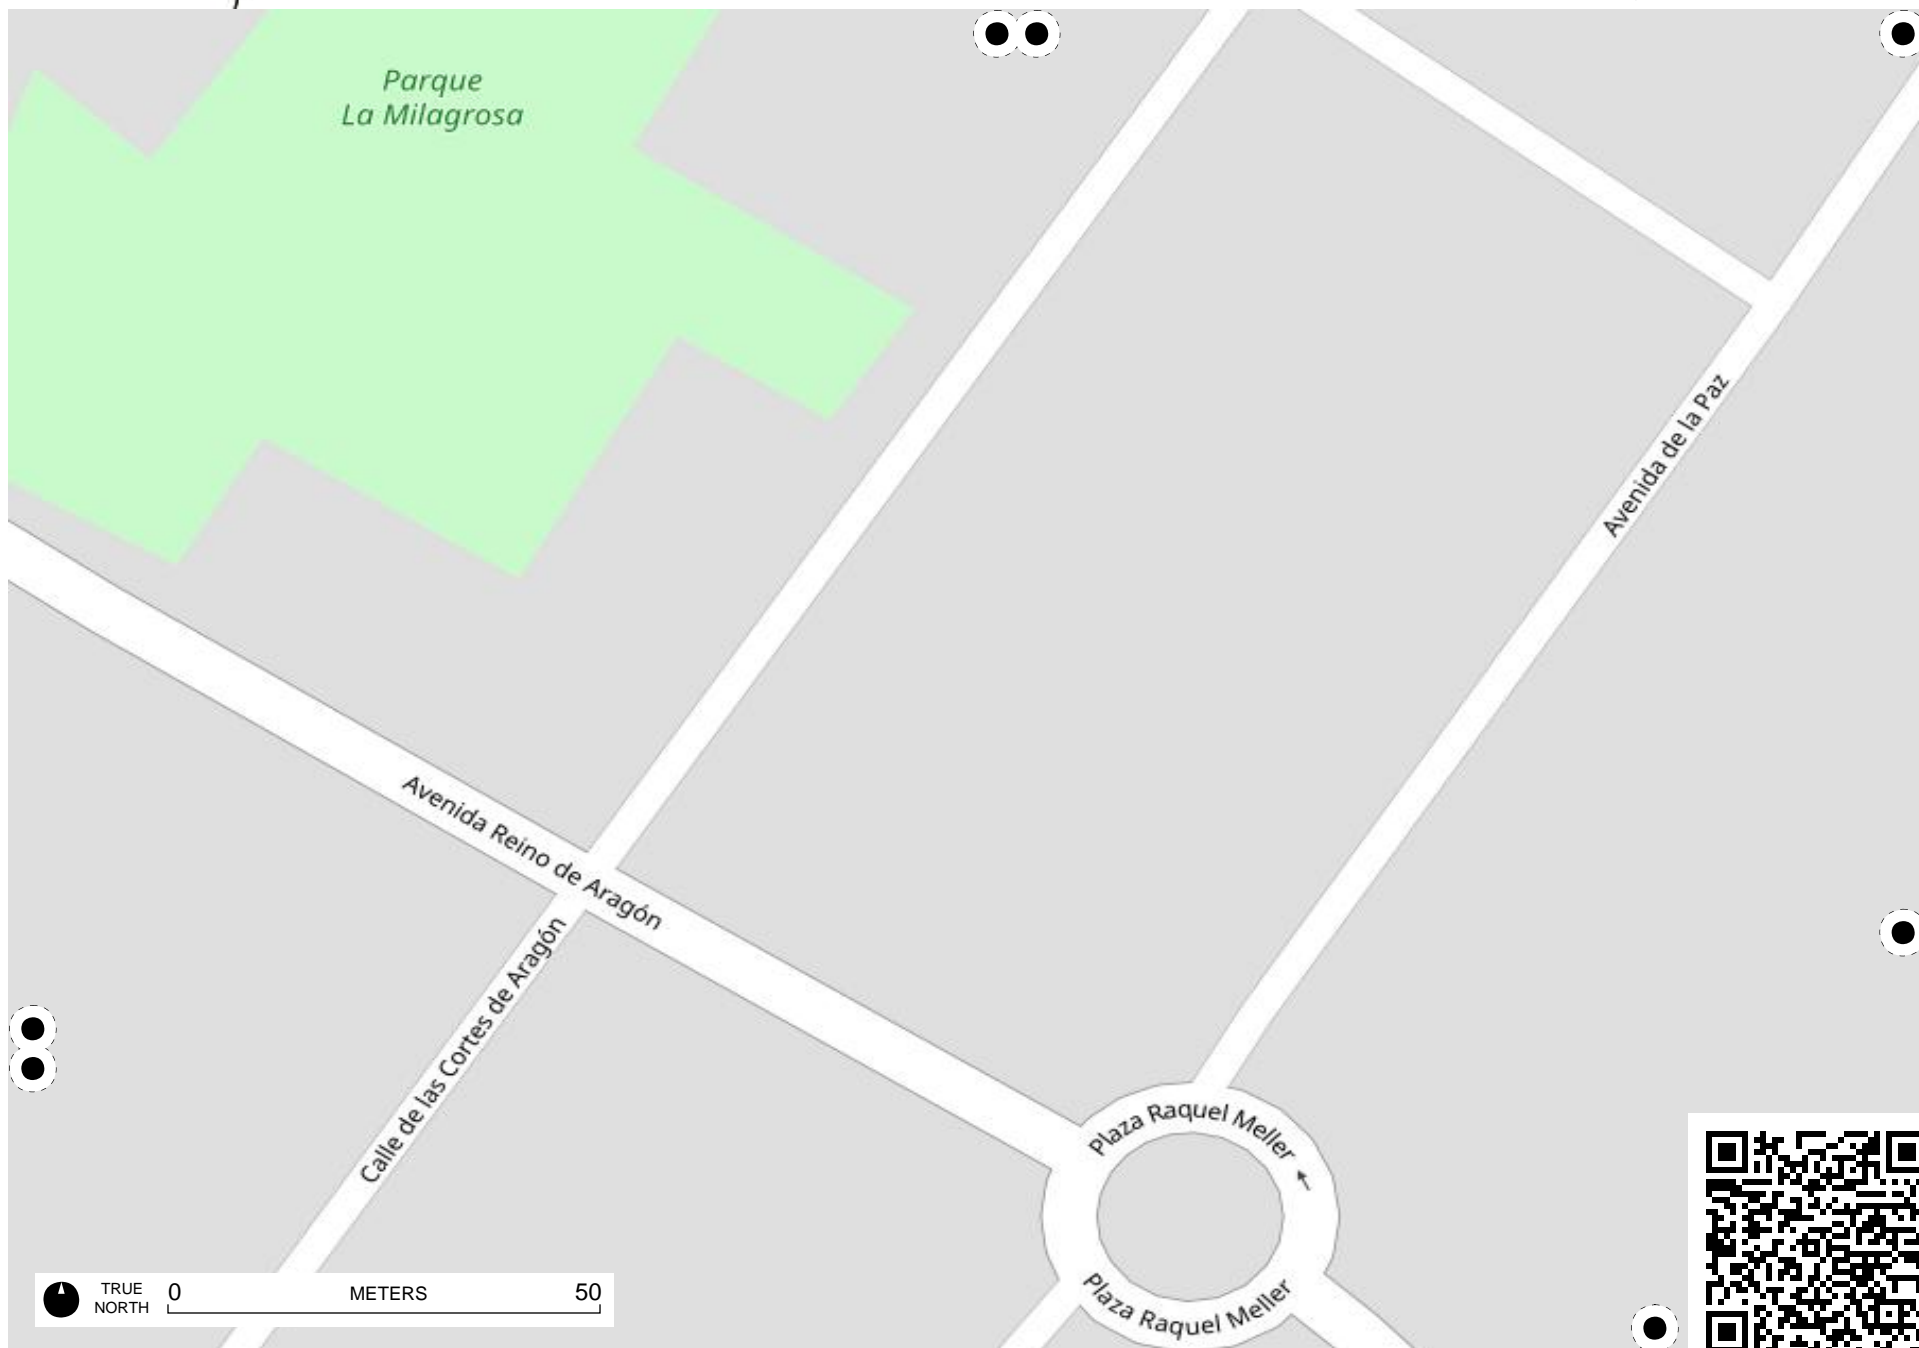 Parque
La Milagrosa
Avenida de la Paz
Avenida Reino de Aragón
Calle de las Cortes de Aragón
Plaza Raquel Meller
Plaza Raquel Meller
TRUE
NORTH
0 METERS 50